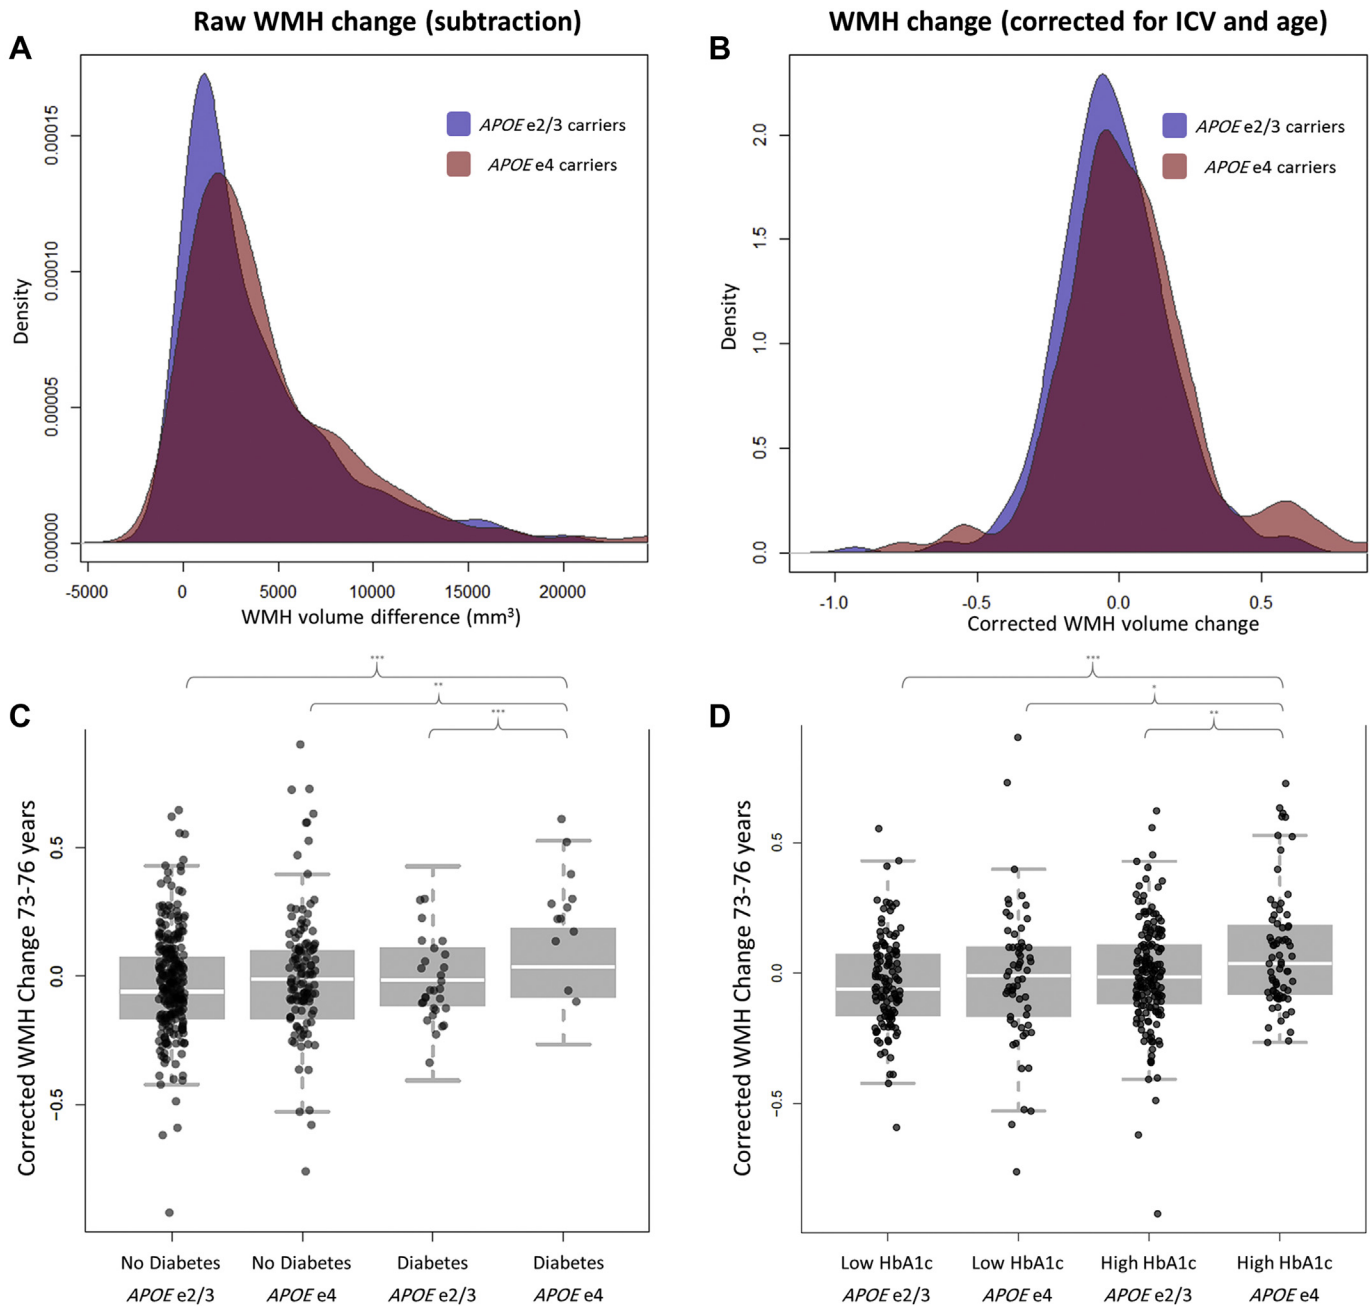 Raw WMH change (subtraction)
WMH change (corrected for ICV and age)
A
B
APOE e2/3 carriers
APOE e4 carriers
Density
0.00015
0.00010
0.00005
0.00000
-5000 0 5000 10000 15000 20000
WMH volume difference (mm³)
APOE e2/3 carriers
APOE e4 carriers
Density
2.0
1.5
1.0
0.5
0.0
-1.0 -0.5 0.0 0.5
Corrected WMH volume change
C
***
**
***
Corrected WMH Change 73-76 years
0.5
0.0
−0.5
No Diabetes No Diabetes Diabetes Diabetes
APOE e2/3 APOE e4 APOE e2/3 APOE e4
D
***
*
**
Corrected WMH Change 73-76 years
0.5
0.0
−0.5
Low HbA1c Low HbA1c High HbA1c High HbA1c
APOE e2/3 APOE e4 APOE e2/3 APOE e4